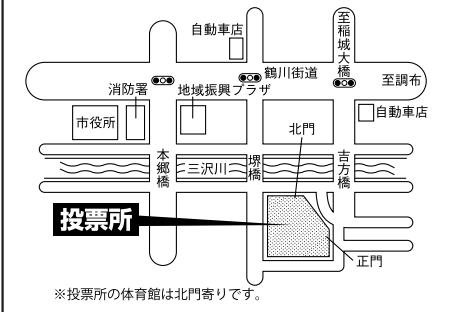 至稲城大橋
自動車店
鶴川街道
至調布
消防署
地域振興プラザ
自動車店
市役所
北門
本郷橋
三沢川
堺橋
吉方橋
投票所
正門
※投票所の体育館は北門寄りです。